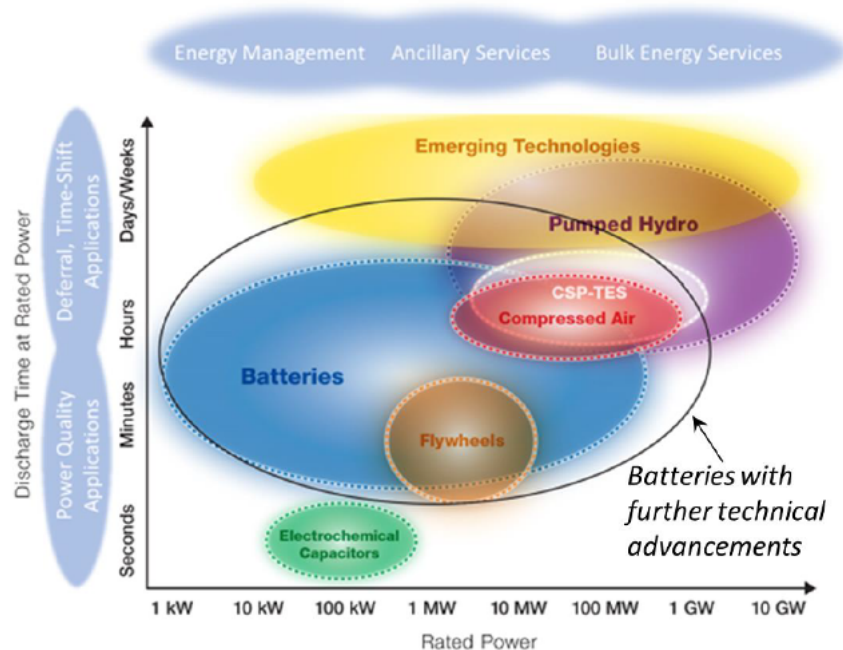 Energy Management
Ancillary Services
Bulk Energy Services
Discharge Time at Rated Power
Deferral, Time-Shift
Applications
Power Quality
Applications
Days/Weeks
Hours
Minutes
Seconds
Emerging Technologies
Pumped Hydro
CSP-TES
Compressed Air
Batteries
Flywheels
Electrochemical
Capacitors
Batteries with
further technical
advancements
1 kW
10 kW
100 kW
1 MW
10 MW
100 MW
1 GW
10 GW
Rated Power